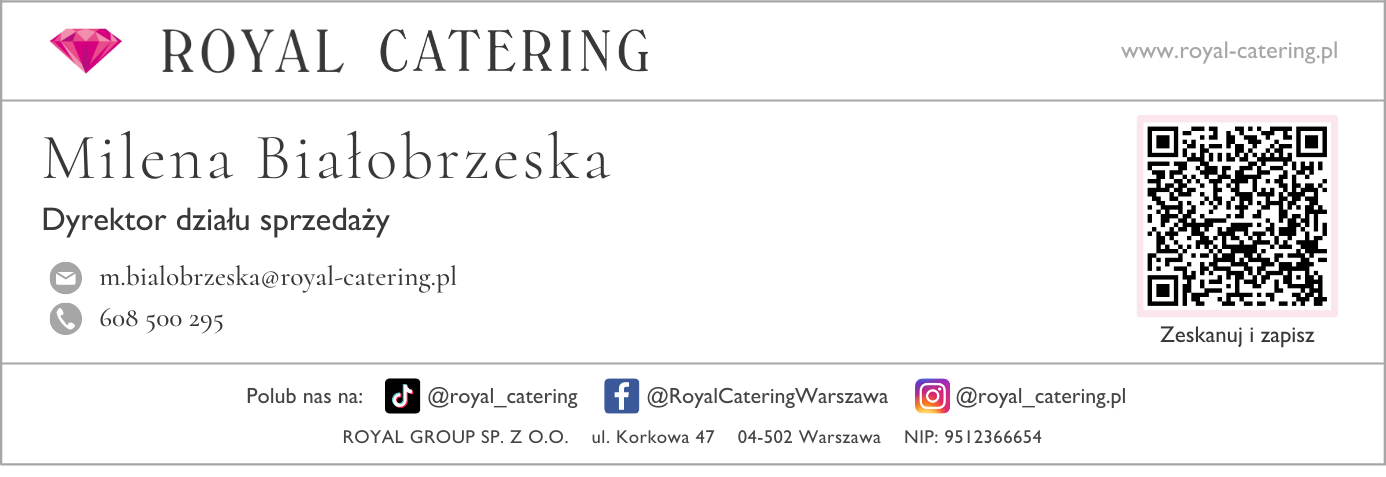 ROYAL CATERING
www.royal-catering.pl
Milena Białobrzeska
Dyrektor działu sprzedaży
m.bialobrzeska@royal-catering.pl
608 500 295
Zeskanuj i zapisz
Polub nas na: @royal_catering @RoyalCateringWarszawa @royal_catering.pl
ROYAL GROUP SP. Z O.O. ul. Korkowa 47 04-502 Warszawa NIP: 9512366654